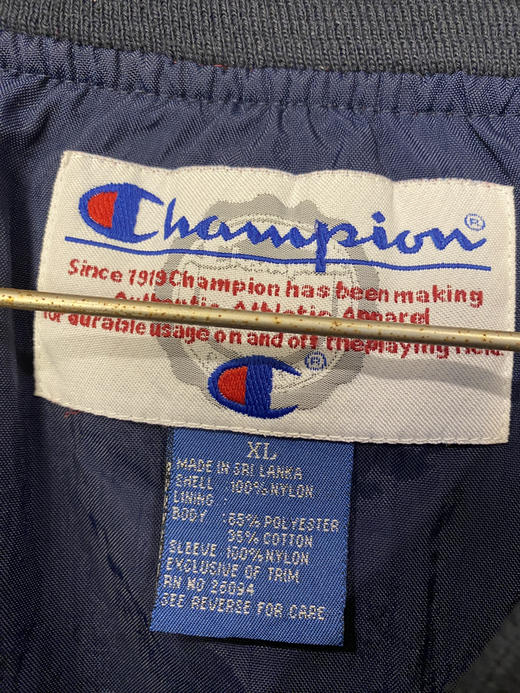 Champion®
Since 1919 Champion has been making
Authentic Athletic Apparel
for durable usage on and off the playing field.
®
XL
MADE IN SRI LANKA
SHELL : 100% NYLON
LINING :
BODY : 65% POLYESTER
35% COTTON
SLEEVE 100% NYLON
EXCLUSIVE OF TRIM
RN NO 26094
SEE REVERSE FOR CARE